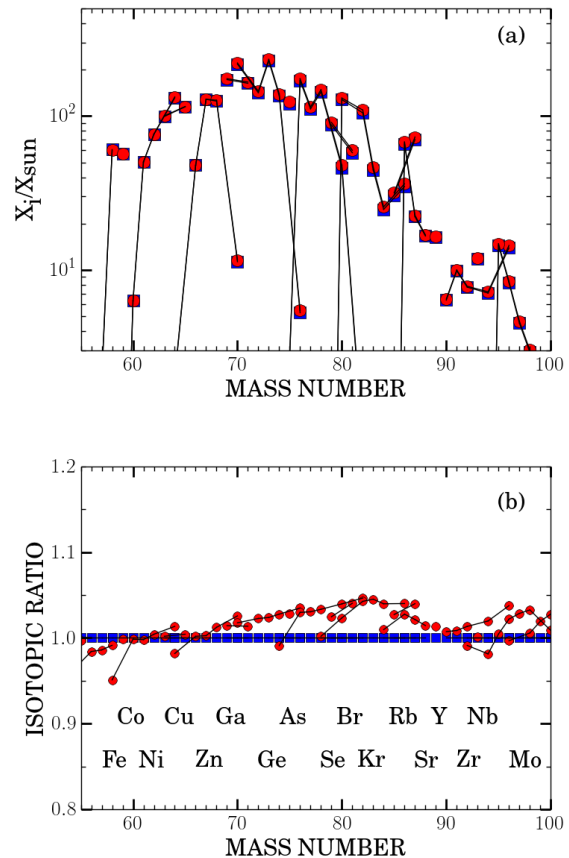 (a)
10²
10¹
Xᵢ/Xsun
60 70 80 90 100
MASS NUMBER
(b)
1.2
1.1
1.0
0.9
0.8
ISOTOPIC RATIO
Co Cu Ga As Br Rb Y Nb
Fe Ni Zn Ge Se Kr Sr Zr Mo
60 70 80 90 100
MASS NUMBER